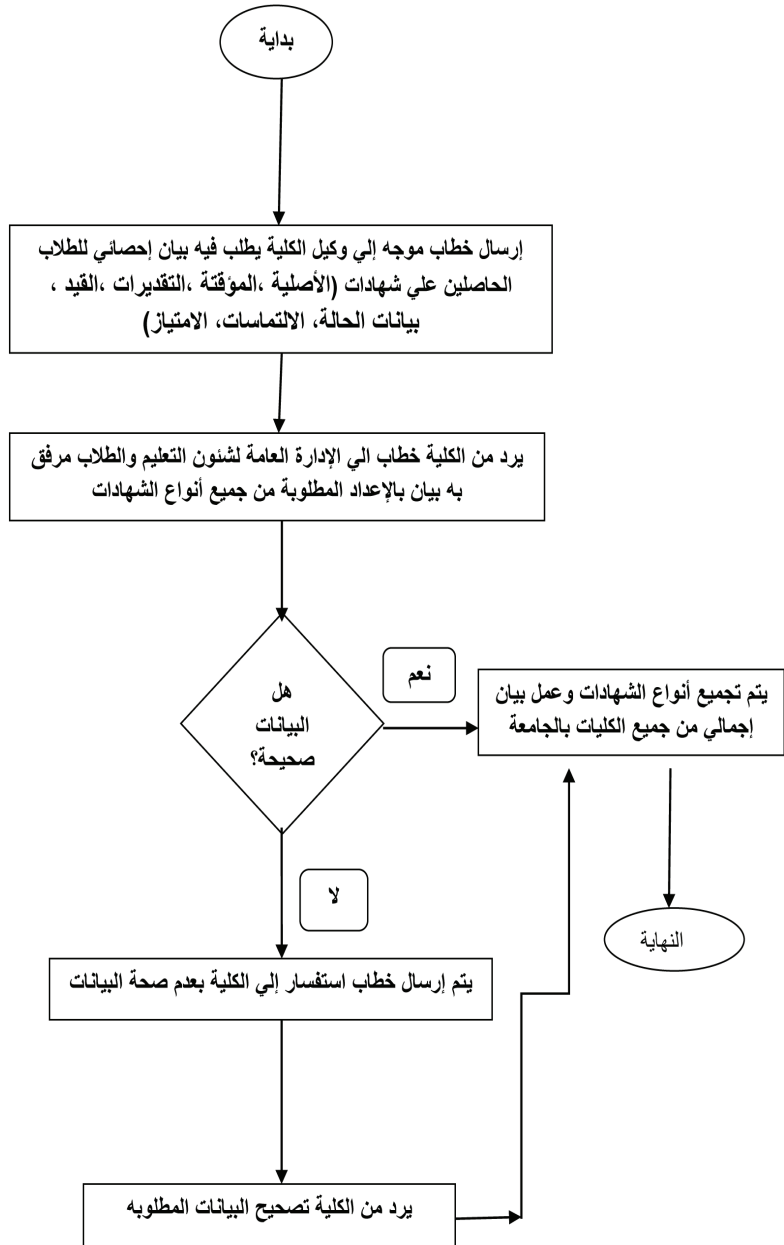 بداية
إرسال خطاب موجه إلي وكيل الكلية يطلب فيه بيان إحصائي للطلاب
الحاصلين علي شهادات (الأصلية ،المؤقتة ،التقديرات ،القيد ،
بيانات الحالة، الالتماسات، الامتياز)
يرد من الكلية خطاب الي الإدارة العامة لشئون التعليم والطلاب مرفق
به بيان بالإعداد المطلوبة من جميع أنواع الشهادات
هل
البيانات
صحيحة؟
نعم
يتم تجميع أنواع الشهادات وعمل بيان
إجمالي من جميع الكليات بالجامعة
لا
النهاية
يتم إرسال خطاب استفسار إلي الكلية بعدم صحة البيانات
يرد من الكلية تصحيح البيانات المطلوبه